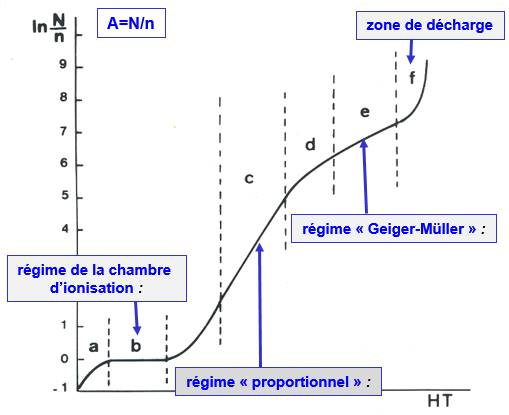 ln N/n
A=N/n
zone de décharge
9
8
7
6
5
4
1
0
-1
a
b
c
d
e
f
régime « Geiger-Müller » :
régime de la chambre
d’ionisation :
régime « proportionnel » :
HT